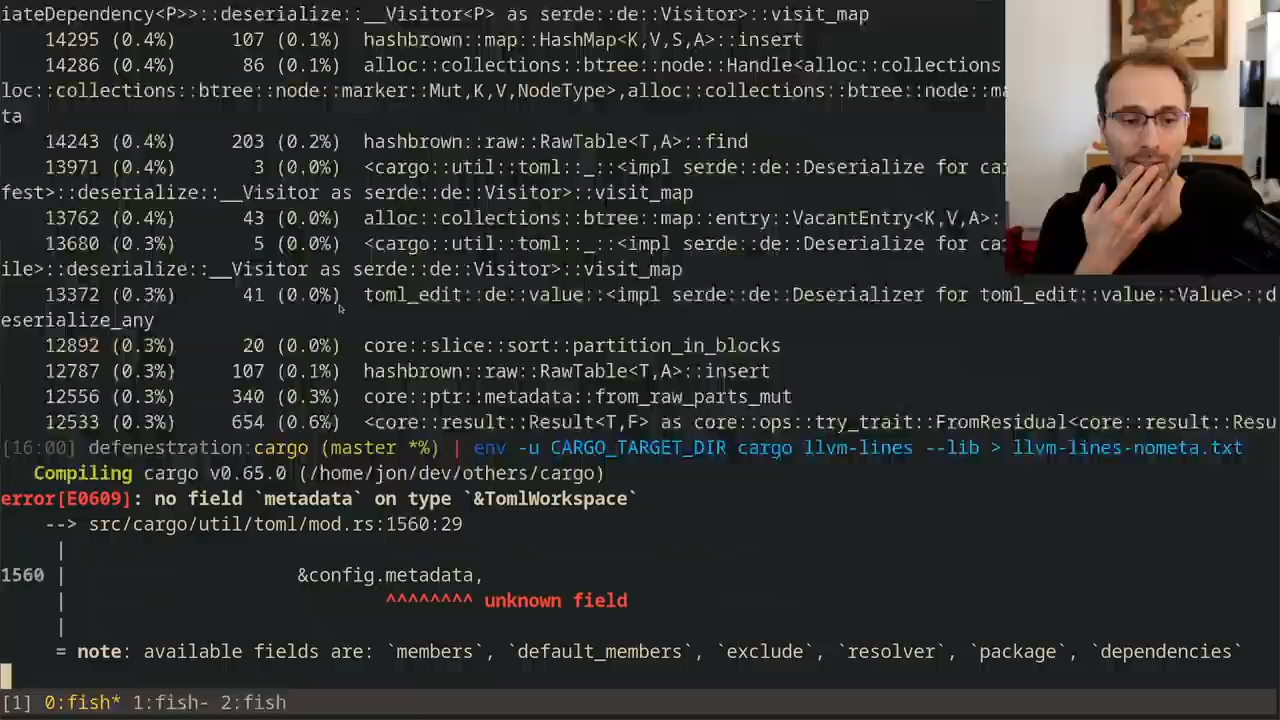 iateDependency<P>>::deserialize::__Visitor<P> as serde::de::Visitor>::visit_map
14295 (0.4%) 107 (0.1%) hashbrown::map::HashMap<K,V,S,A>::insert
14286 (0.4%) 86 (0.1%) alloc::collections::btree::node::Handle<alloc::collections
loc::collections::btree::node::marker::Mut,K,V,NodeType>,alloc::collections::btree::node::ma
ta
14243 (0.4%) 203 (0.2%) hashbrown::raw::RawTable<T,A>::find
13971 (0.4%) 3 (0.0%) <cargo::util::toml::_::<impl serde::de::Deserialize for car
fest>::deserialize::__Visitor as serde::de::Visitor>::visit_map
13762 (0.4%) 43 (0.0%) alloc::collections::btree::map::entry::VacantEntry<K,V,A>:
13680 (0.3%) 5 (0.0%) <cargo::util::toml::_::<impl serde::de::Deserialize for car
ile>::deserialize::__Visitor as serde::de::Visitor>::visit_map
13372 (0.3%) 41 (0.0%) toml_edit::de::value::<impl serde::de::Deserializer for toml_edit::value::Value>::d
eserialize_any
12892 (0.3%) 20 (0.0%) core::slice::sort::partition_in_blocks
12787 (0.3%) 107 (0.1%) hashbrown::raw::RawTable<T,A>::insert
12556 (0.3%) 340 (0.3%) core::ptr::metadata::from_raw_parts_mut
12533 (0.3%) 654 (0.6%) <core::result::Result<T,F> as core::ops::try_trait::FromResidual<core::result::Resu
[16:00] defenestration:cargo (master *%) | env -u CARGO_TARGET_DIR cargo llvm-lines --lib > llvm-lines-nometa.txt
Compiling cargo v0.65.0 (/home/jon/dev/others/cargo)
error[E0609]: no field `metadata` on type `&TomlWorkspace`
--> src/cargo/util/toml/mod.rs:1560:29
|
1560 | &config.metadata,
| ^^^^^^^^ unknown field
|
= note: available fields are: `members`, `default_members`, `exclude`, `resolver`, `package`, `dependencies`
[1] 0:fish* 1:fish- 2:fish